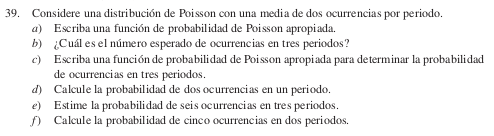 39. Considere una distribución de Poisson con una media de dos ocurrencias por periodo.
a) Escriba una función de probabilidad de Poisson apropiada.
b) ¿Cuál es el número esperado de ocurrencias en tres periodos?
c) Escriba una función de probabilidad de Poisson apropiada para determinar la probabilidad
de ocurrencias en tres periodos.
d) Calcule la probabilidad de dos ocurrencias en un periodo.
e) Estime la probabilidad de seis ocurrencias en tres periodos.
f) Calcule la probabilidad de cinco ocurrencias en dos periodos.